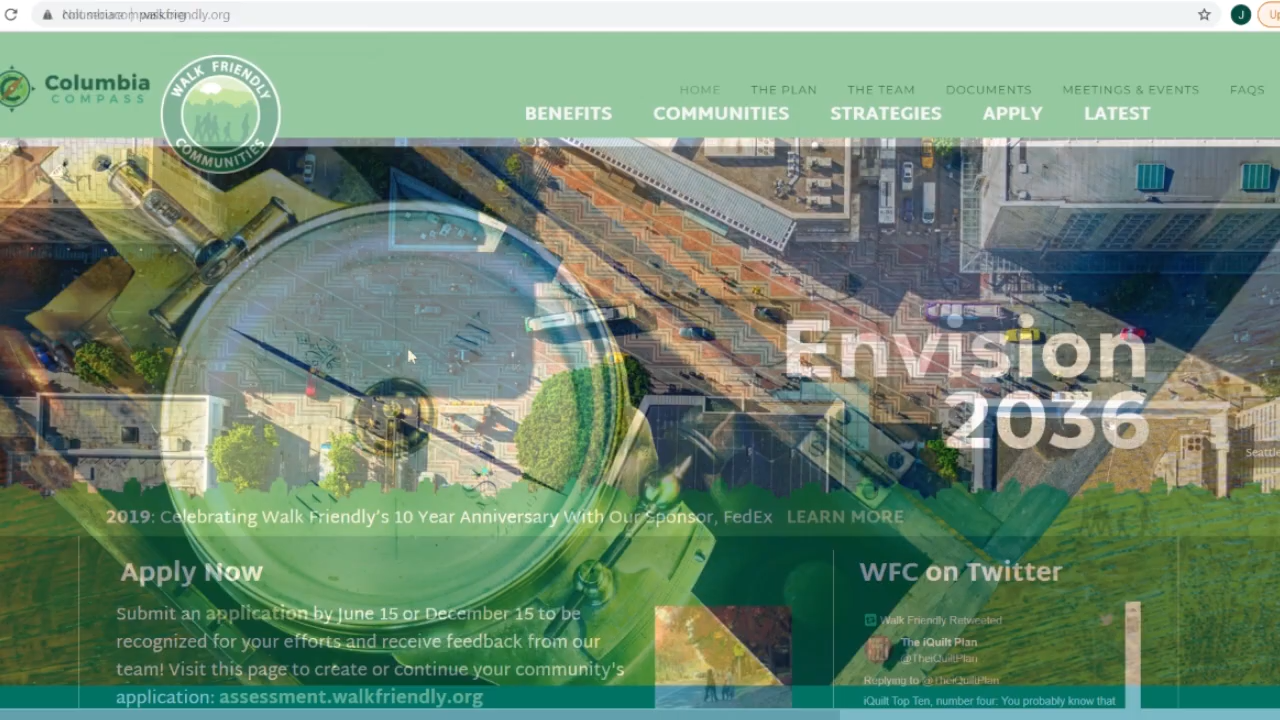 walkfriendly.org
Columbia
COMPASS
WALK FRIENDLY
COMMUNITIES
HOME THE PLAN THE TEAM DOCUMENTS MEETINGS & EVENTS FAQS
BENEFITS COMMUNITIES STRATEGIES APPLY LATEST
J
Up
Envision
2036
Seattle
2019: Celebrating Walk Friendly's 10 Year Anniversary With Our Sponsor, FedEx LEARN MORE
Apply Now
Submit an application by June 15 or December 15 to be
recognized for your efforts and receive feedback from our
team! Visit this page to create or continue your community's
application: assessment.walkfriendly.org
WFC on Twitter
Walk Friendly Retweeted
The iQuilt Plan
@TheiQuiltPlan
Replying to @TheiQuiltPlan
iQuilt Top Ten, number four: You probably know that